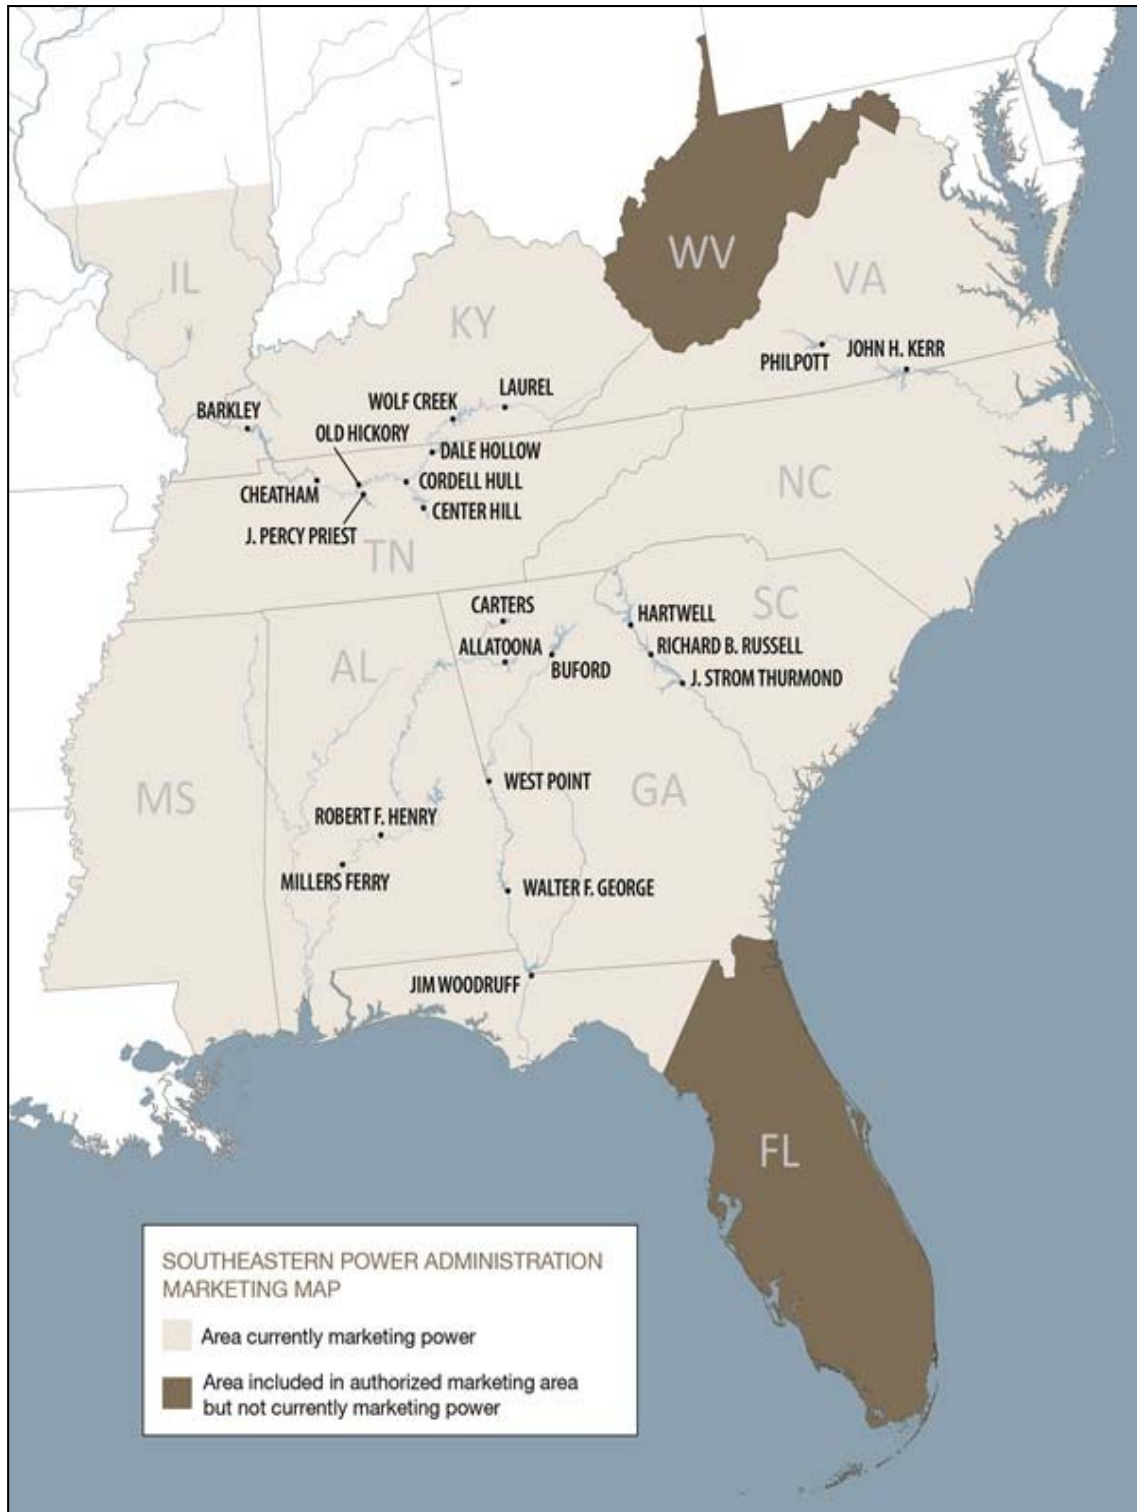 WV
IL
VA
KY
PHILPOTT
JOHN H. KERR
LAUREL
WOLF CREEK
BARKLEY
OLD HICKORY
DALE HOLLOW
CHEATHAM
CORDELL HULL
NC
CENTER HILL
J. PERCY PRIEST
TN
CARTERS
SC
HARTWELL
ALLATOONA
RICHARD B. RUSSELL
AL
BUFORD
J. STROM THURMOND
WEST POINT
MS
GA
ROBERT F. HENRY
MILLERS FERRY
WALTER F. GEORGE
JIM WOODRUFF
FL
SOUTHEASTERN POWER ADMINISTRATION
MARKETING MAP
Area currently marketing power
Area included in authorized marketing area
but not currently marketing power